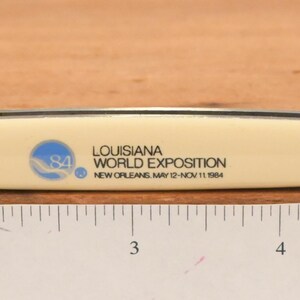 84
®
LOUISIANA
WORLD EXPOSITION
NEW ORLEANS. MAY 12-NOV 11. 1984
3
4